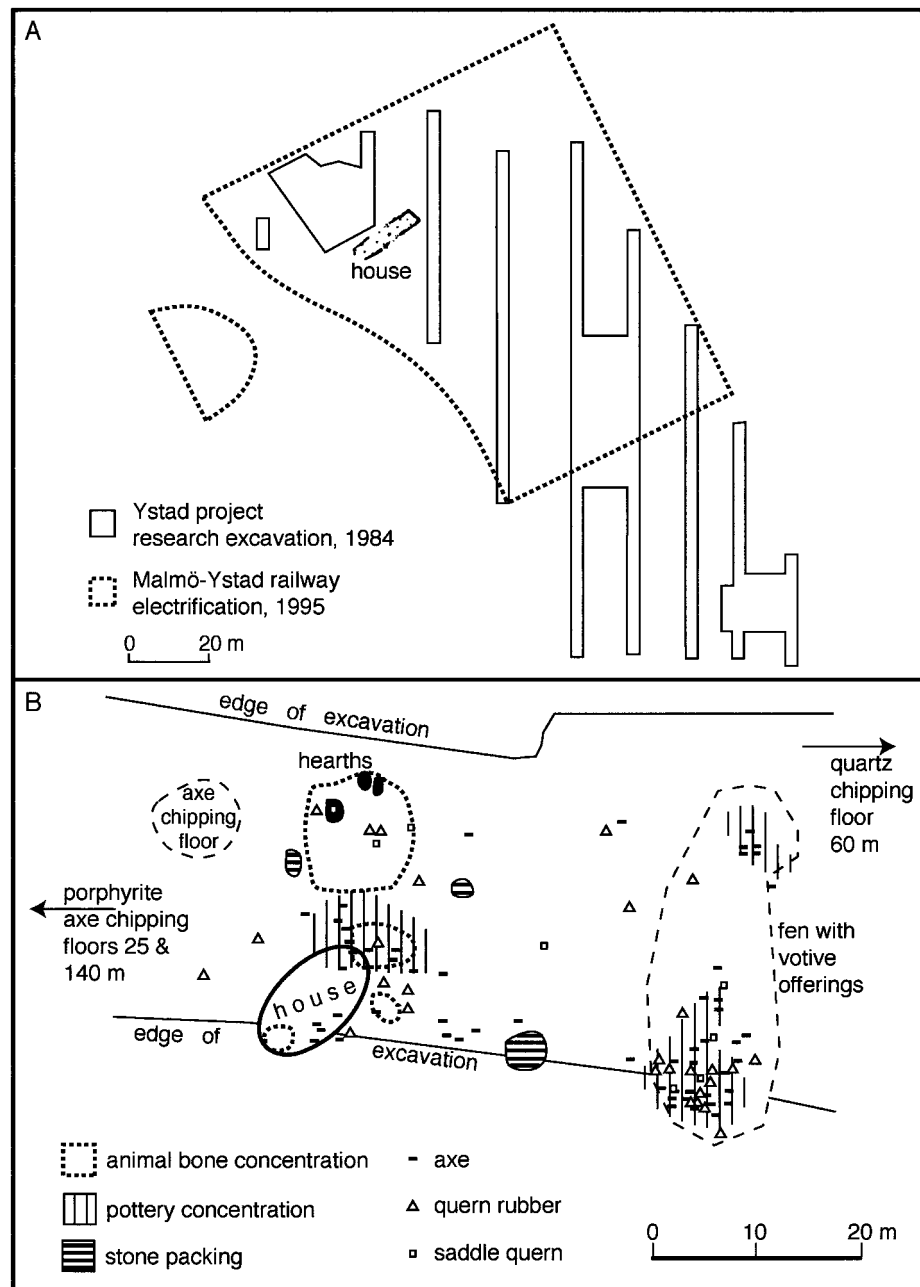 A
house
Ystad project
research excavation, 1984
Malmö-Ystad railway
electrification, 1995
0 20 m
B
edge of excavation
hearths
axe
chipping
floor
quartz
chipping
floor
60 m
porphyrite
axe chipping
floors 25 &
140 m
fen with
votive
offerings
house
edge of excavation
animal bone concentration
pottery concentration
stone packing
axe
quern rubber
saddle quern
0 10 20 m